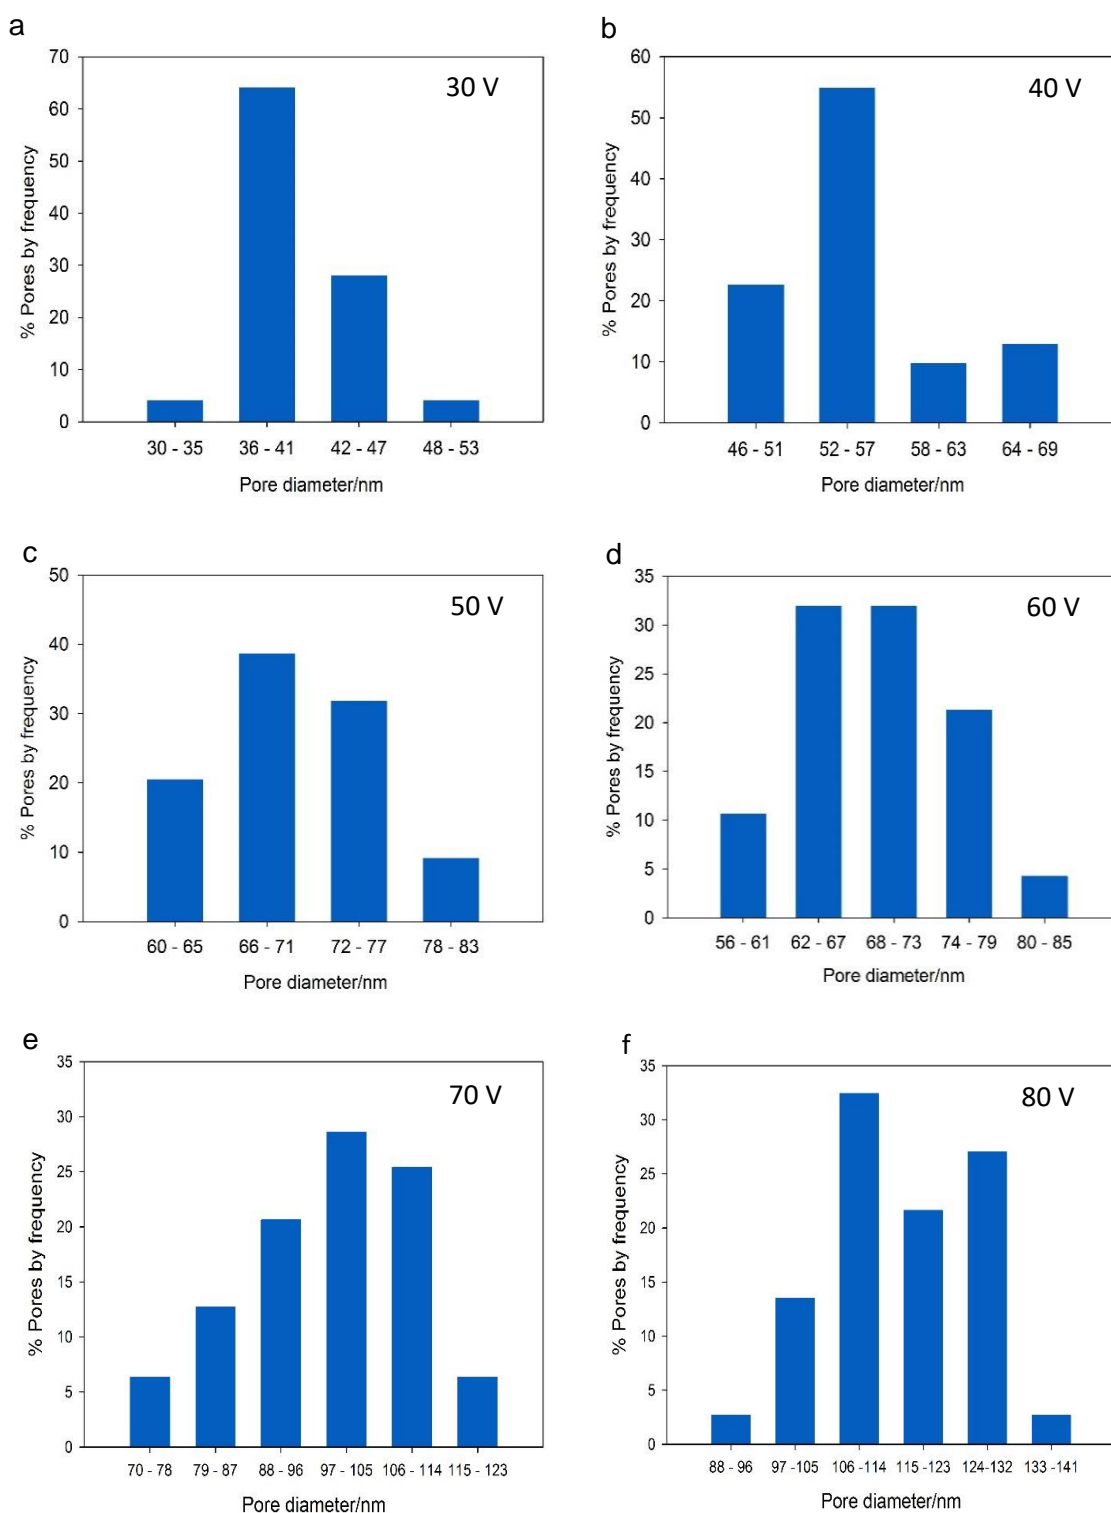 a
70
60
50
40
30
20
10
0
% Pores by frequency
30 V
30 - 35 36 - 41 42 - 47 48 - 53
Pore diameter/nm
b
60
50
40
30
20
10
0
% Pores by frequency
40 V
46 - 51 52 - 57 58 - 63 64 - 69
Pore diameter/nm
c
50
40
30
20
10
0
% Pores by frequency
50 V
60 - 65 66 - 71 72 - 77 78 - 83
Pore diameter/nm
d
35
30
25
20
15
10
5
0
% Pores by frequency
60 V
56 - 61 62 - 67 68 - 73 74 - 79 80 - 85
Pore diameter/nm
e
35
30
25
20
15
10
5
0
% Pores by frequency
70 V
70 - 78 79 - 87 88 - 96 97 - 105 106 - 114 115 - 123
Pore diameter/nm
f
35
30
25
20
15
10
5
0
% Pores by frequency
80 V
88 - 96 97 -105 106 -114 115 -123 124-132 133 -141
Pore diameter/nm